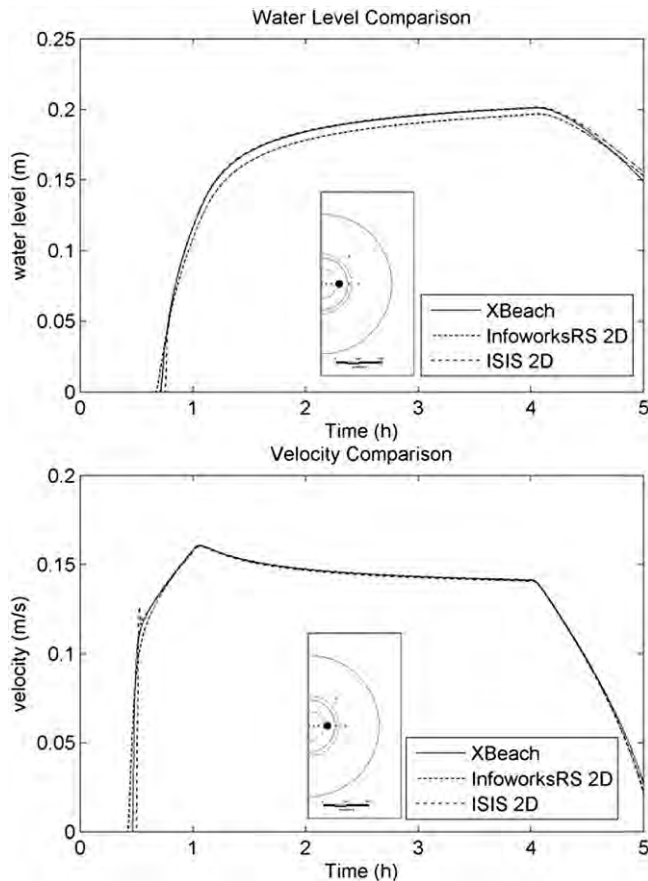 Water Level Comparison
0.25
0.2
0.15
0.1
0.05
0
water level (m)
XBeach
InfoworksRS 2D
ISIS 2D
0 1 2 3 4 5
Time (h)
Velocity Comparison
0.2
0.15
0.1
0.05
0
velocity (m/s)
XBeach
InfoworksRS 2D
ISIS 2D
0 1 2 3 4 5
Time (h)